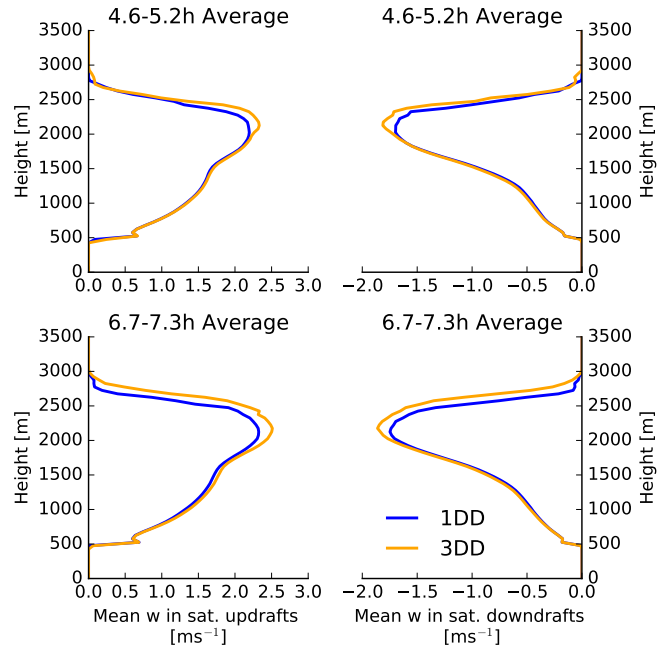 4.6-5.2h Average
4.6-5.2h Average
3500
3000
2500
2000
1500
1000
500
0
Height [m]
0.0 0.5 1.0 1.5 2.0 2.5 3.0
3500
3000
2500
2000
1500
1000
500
0
Height [m]
−2.0 −1.5 −1.0 −0.5 0.0
6.7-7.3h Average
6.7-7.3h Average
3500
3000
2500
2000
1500
1000
500
0
Height [m]
0.0 0.5 1.0 1.5 2.0 2.5 3.0
Mean w in sat. updrafts
[ms⁻¹]
3500
3000
2500
2000
1500
1000
500
0
Height [m]
1DD
3DD
−2.0 −1.5 −1.0 −0.5 0.0
Mean w in sat. downdrafts
[ms⁻¹]